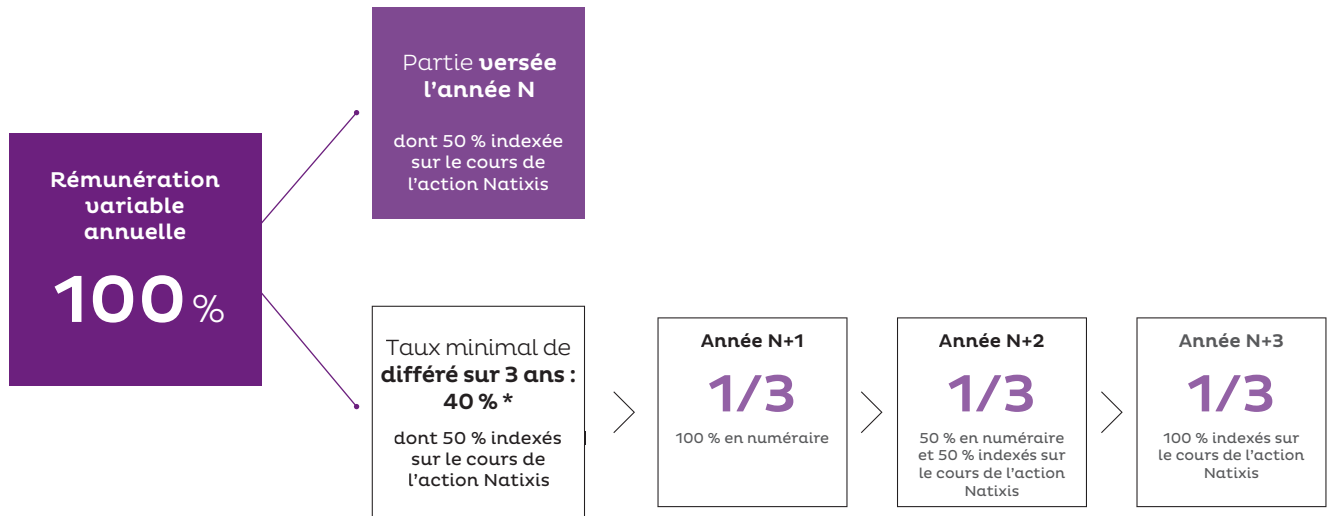 Rémunération
variable
annuelle
100 %
Partie versée
l'année N
dont 50 % indexée
sur le cours de
l'action Natixis
Taux minimal de
différé sur 3 ans :
40 % *
dont 50 % indexés
sur le cours de
l'action Natixis
Année N+1
1/3
100 % en numéraire
Année N+2
1/3
50 % en numéraire
et 50 % indexés sur
le cours de l'action
Natixis
Année N+3
1/3
100 % indexés sur
le cours de l'action
Natixis